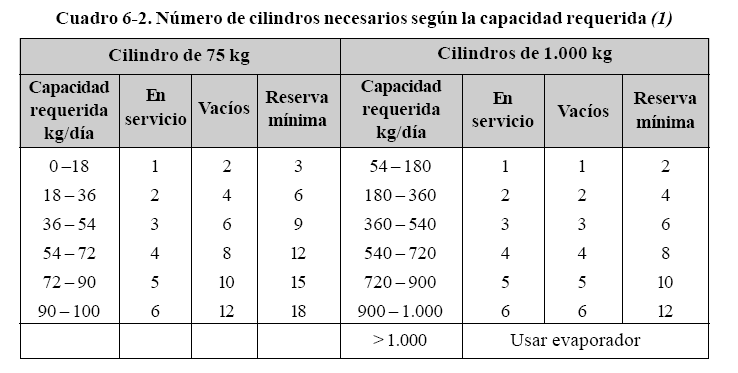 Cuadro 6-2. Número de cilindros necesarios según la capacidad requerida (1)
Cilindro de 75 kg Cilindros de 1.000 kg
Capacidad requerida kg/día En servicio Vacíos Reserva mínima Capacidad requerida kg/día En servicio Vacíos Reserva mínima
0–18 1 2 3 54–180 1 1 2
18–36 2 4 6 180–360 2 2 4
36–54 3 6 9 360–540 3 3 6
54–72 4 8 12 540–720 4 4 8
72–90 5 10 15 720–900 5 5 10
90–100 6 12 18 900–1.000 6 6 12
>1.000 Usar evaporador